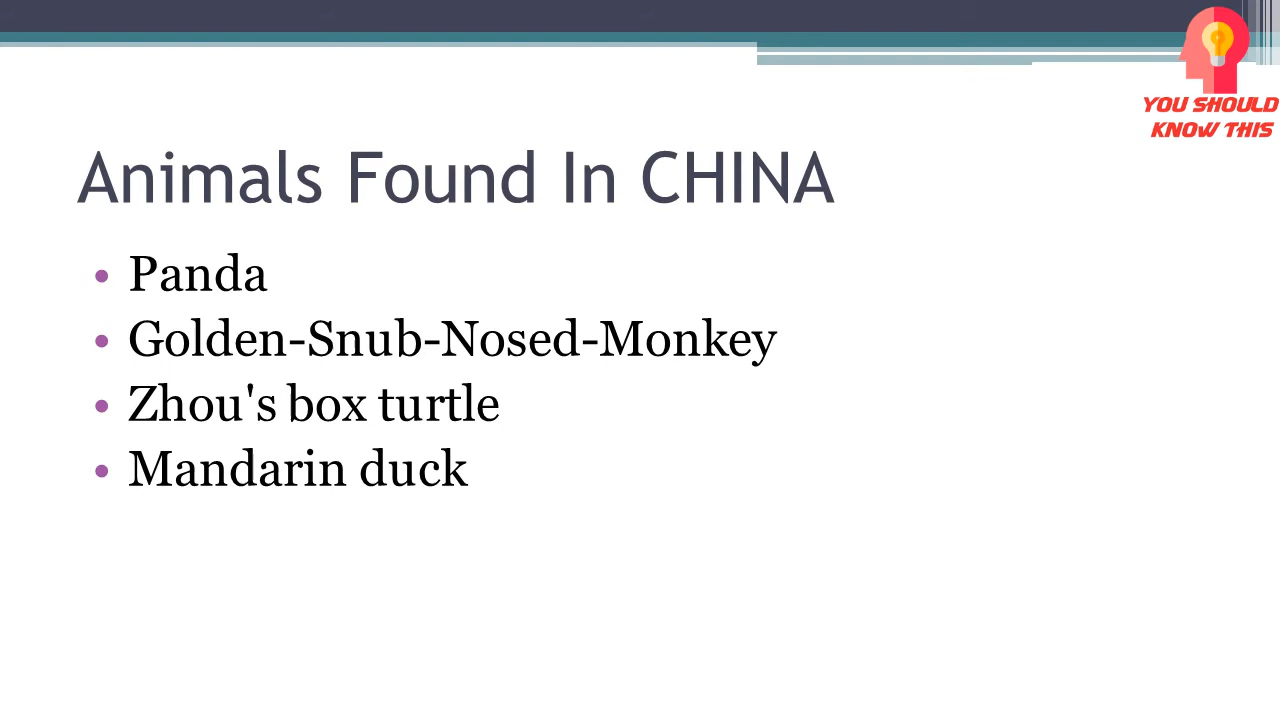 YOU SHOULD
KNOW THIS
Animals Found In CHINA
• Panda
• Golden-Snub-Nosed-Monkey
• Zhou's box turtle
• Mandarin duck